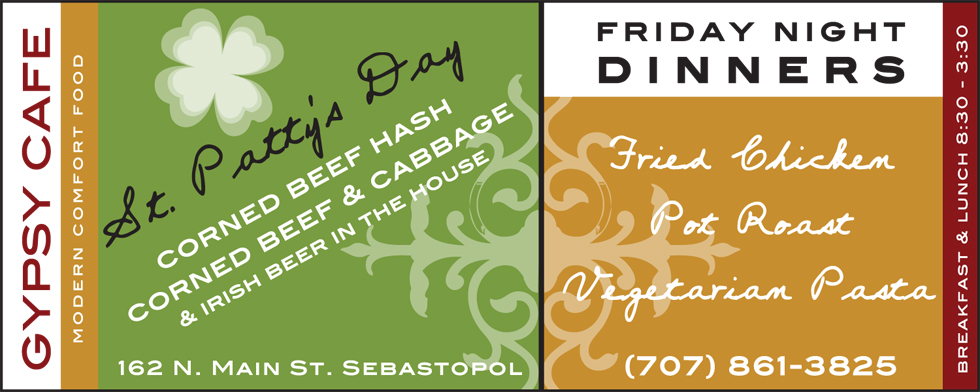 GYPSY CAFE
MODERN COMFORT FOOD
St. Patty's Day
CORNED BEEF HASH
CORNED BEEF & CABBAGE
& IRISH BEER IN THE HOUSE
162 N. MAIN ST. SEBASTOPOL
FRIDAY NIGHT
DINNERS
Fried Chicken
Pot Roast
Vegetarian Pasta
(707) 861-3825
BREAKFAST & LUNCH 8:30 - 3:30